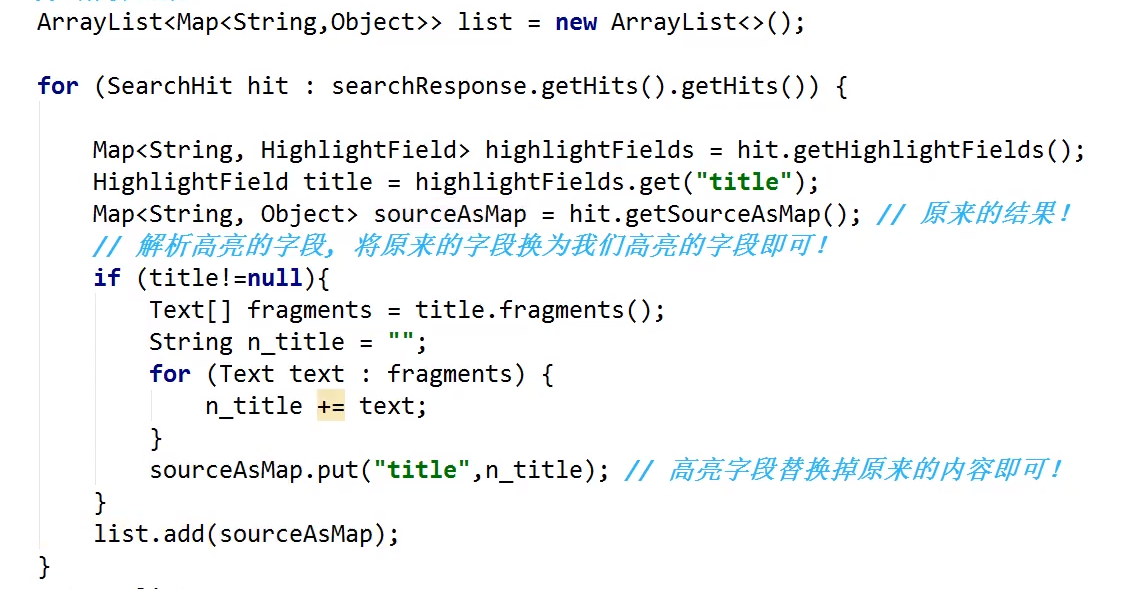 ArrayList<Map<String,Object>> list = new ArrayList<>();
for (SearchHit hit : searchResponse.getHits().getHits()) {
Map<String, HighlightField> highlightFields = hit.getHighlightFields();
HighlightField title = highlightFields.get("title");
Map<String, Object> sourceAsMap = hit.getSourceAsMap(); // 原来的结果!
// 解析高亮的字段, 将原来的字段换为我们高亮的字段即可!
if (title!=null){
Text[] fragments = title.fragments();
String n_title = "";
for (Text text : fragments) {
n_title += text;
}
sourceAsMap.put("title",n_title); // 高亮字段替换掉原来的内容即可!
}
list.add(sourceAsMap);
}